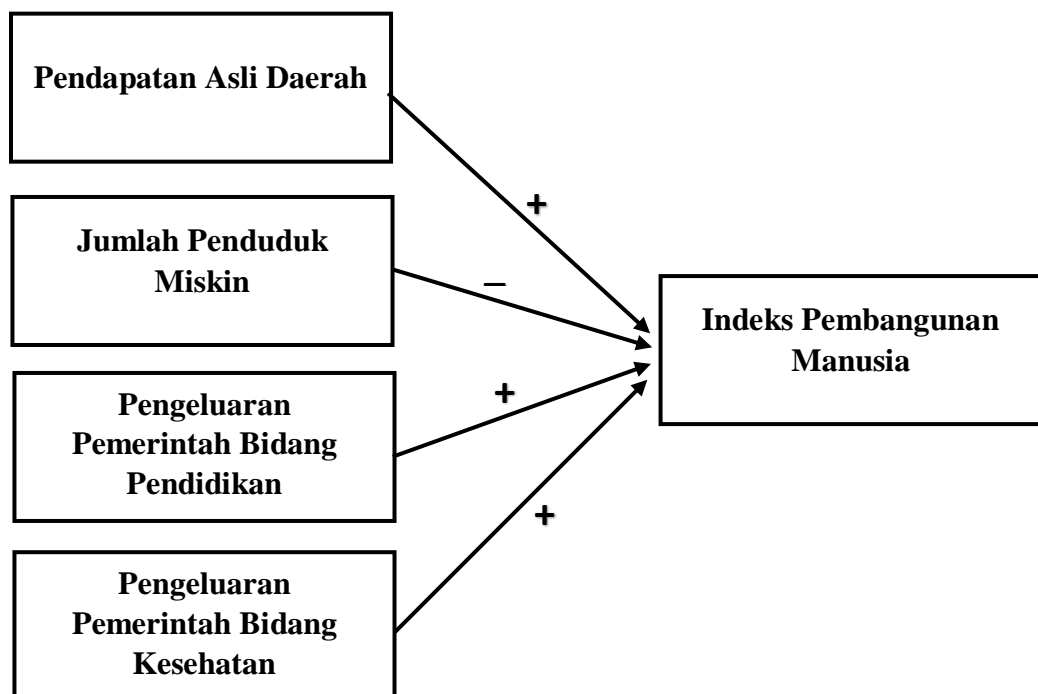 Pendapatan Asli Daerah
+
Jumlah Penduduk
Miskin
–
Indeks Pembangunan
Manusia
Pengeluaran
Pemerintah Bidang
Pendidikan
+
+
Pengeluaran
Pemerintah Bidang
Kesehatan